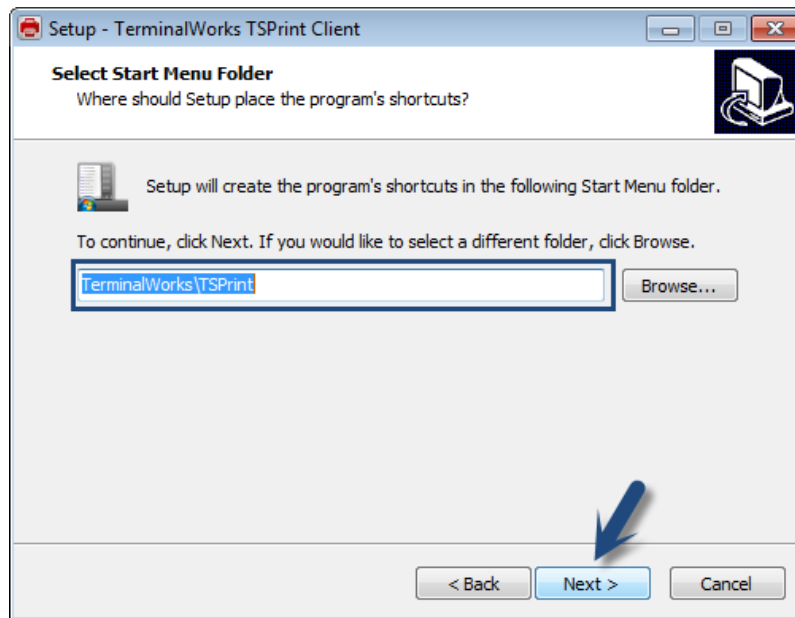 Setup - TerminalWorks TSPrint Client
Select Start Menu Folder
Where should Setup place the program's shortcuts?
Setup will create the program's shortcuts in the following Start Menu folder.
To continue, click Next. If you would like to select a different folder, click Browse.
TerminalWorks\TSPrint
Browse...
< Back
Next >
Cancel